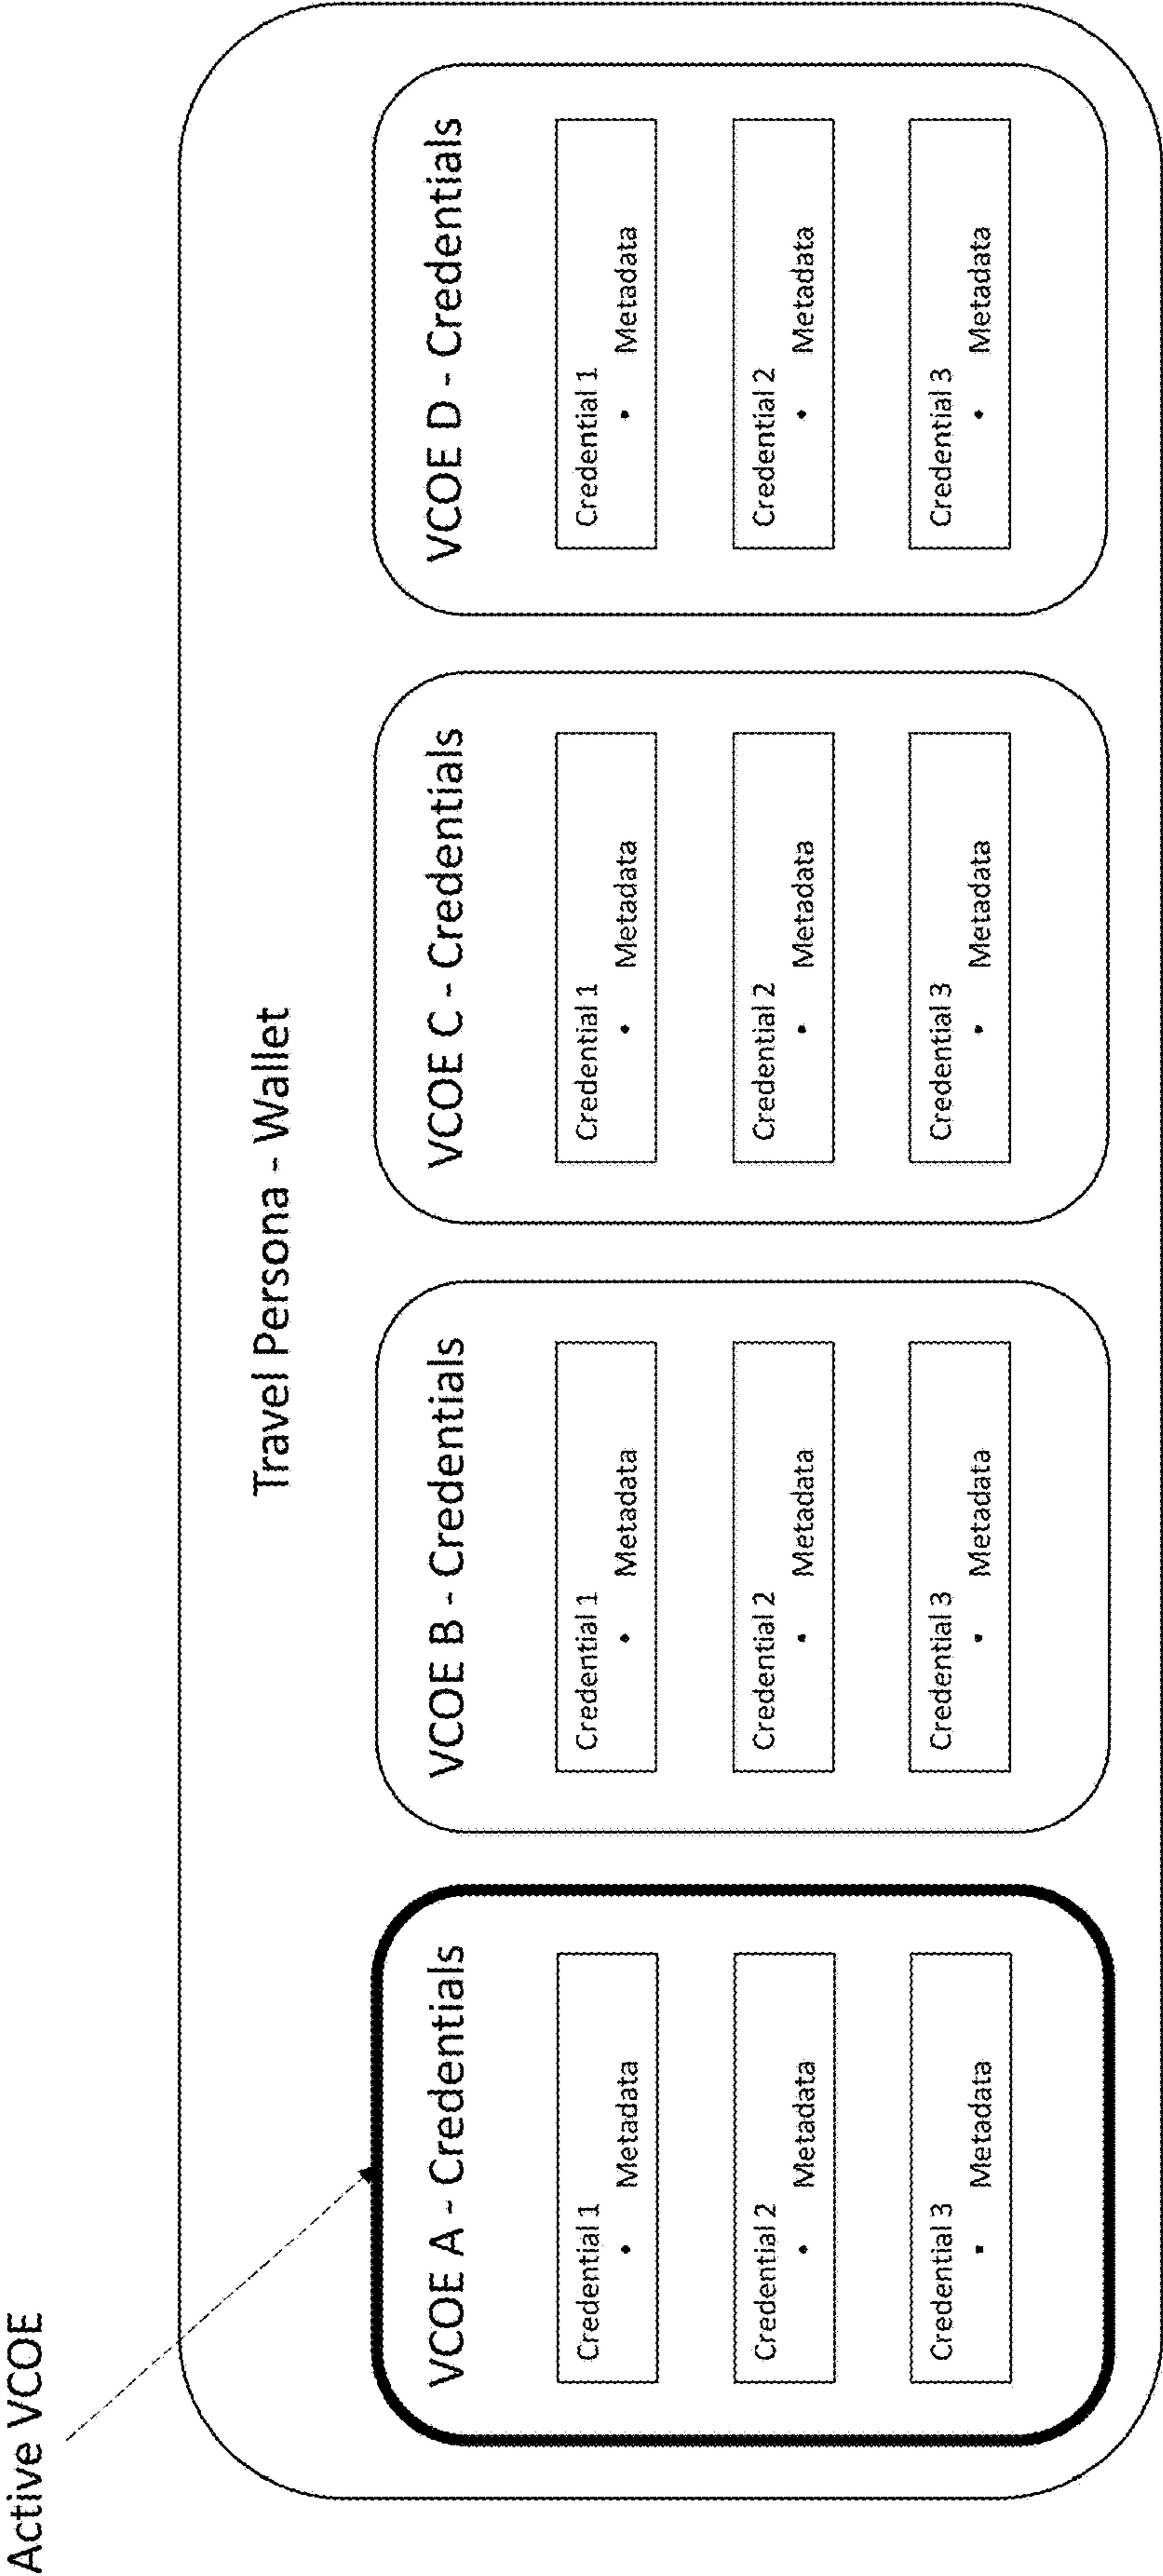 Active VCOE
Travel Persona - Wallet
VCOE A - Credentials
Credential 1
• Metadata
Credential 2
• Metadata
Credential 3
• Metadata
VCOE B - Credentials
Credential 1
• Metadata
Credential 2
• Metadata
Credential 3
• Metadata
VCOE C - Credentials
Credential 1
• Metadata
Credential 2
• Metadata
Credential 3
• Metadata
VCOE D - Credentials
Credential 1
• Metadata
Credential 2
• Metadata
Credential 3
• Metadata